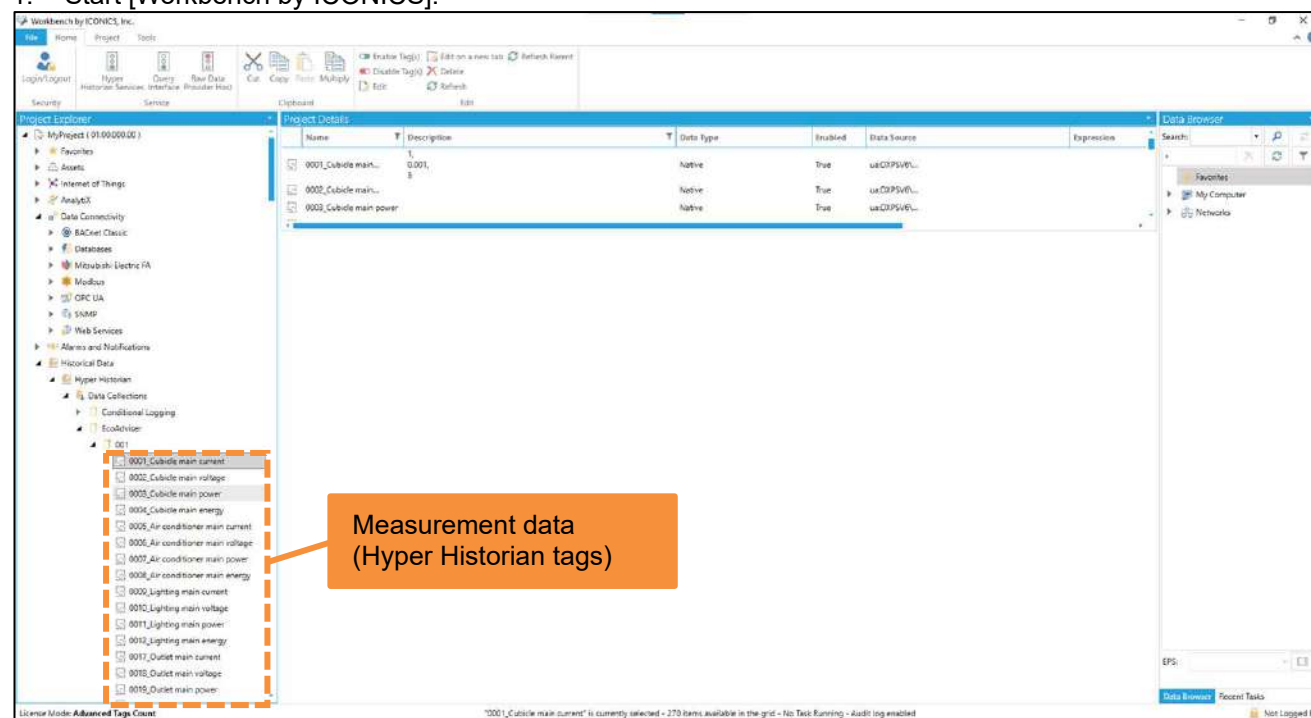 1. Start [Workbench by ICONICS].
Workbench by ICONICS, Inc.
File Home Project Tools
Login/Logout
Hyper Historian Services
Query Interface
Raw Data Provider Host
Cut Copy Paste Multiply
Enable Tag(s) Edit on a new tab Refresh Parent
Disable Tag(s) Delete
Edit Refresh
Security Service Clipboard Edit
Project Explorer
MyProject ( 01.00.000.00 )
Favorites
Assets
Internet of Things
AnalytiX
Data Connectivity
BACnet Classic
Databases
Mitsubishi Electric FA
Modbus
OPC UA
SNMP
Web Services
Alarms and Notifications
Historical Data
Hyper Historian
Data Collections
Conditional Logging
EcoAdviser
001
0001_Cubicle main current
0002_Cubicle main voltage
0003_Cubicle main power
0004_Cubicle main energy
0005_Air conditioner main current
0006_Air conditioner main voltage
0007_Air conditioner main power
0008_Air conditioner main energy
0009_Lighting main current
0010_Lighting main voltage
0011_Lighting main power
0012_Lighting main energy
0017_Outlet main current
0018_Outlet main voltage
0019_Outlet main power
Project Details
Name Description Data Type Enabled Data Source Expression
1,
0001_Cubicle main... 0.001, Native True ua:DXPSV6\...
0002_Cubicle main... Native True ua:DXPSV6\...
0003_Cubicle main power Native True ua:DXPSV6\...
Measurement data
(Hyper Historian tags)
Data Browser
Search:
Favorites
My Computer
Networks
EPS:
Data Browser Recent Tasks
License Mode: Advanced Tags Count
"0001_Cubicle main current" is currently selected - 270 items available in the grid - No Task Running - Audit log enabled
Not Logged